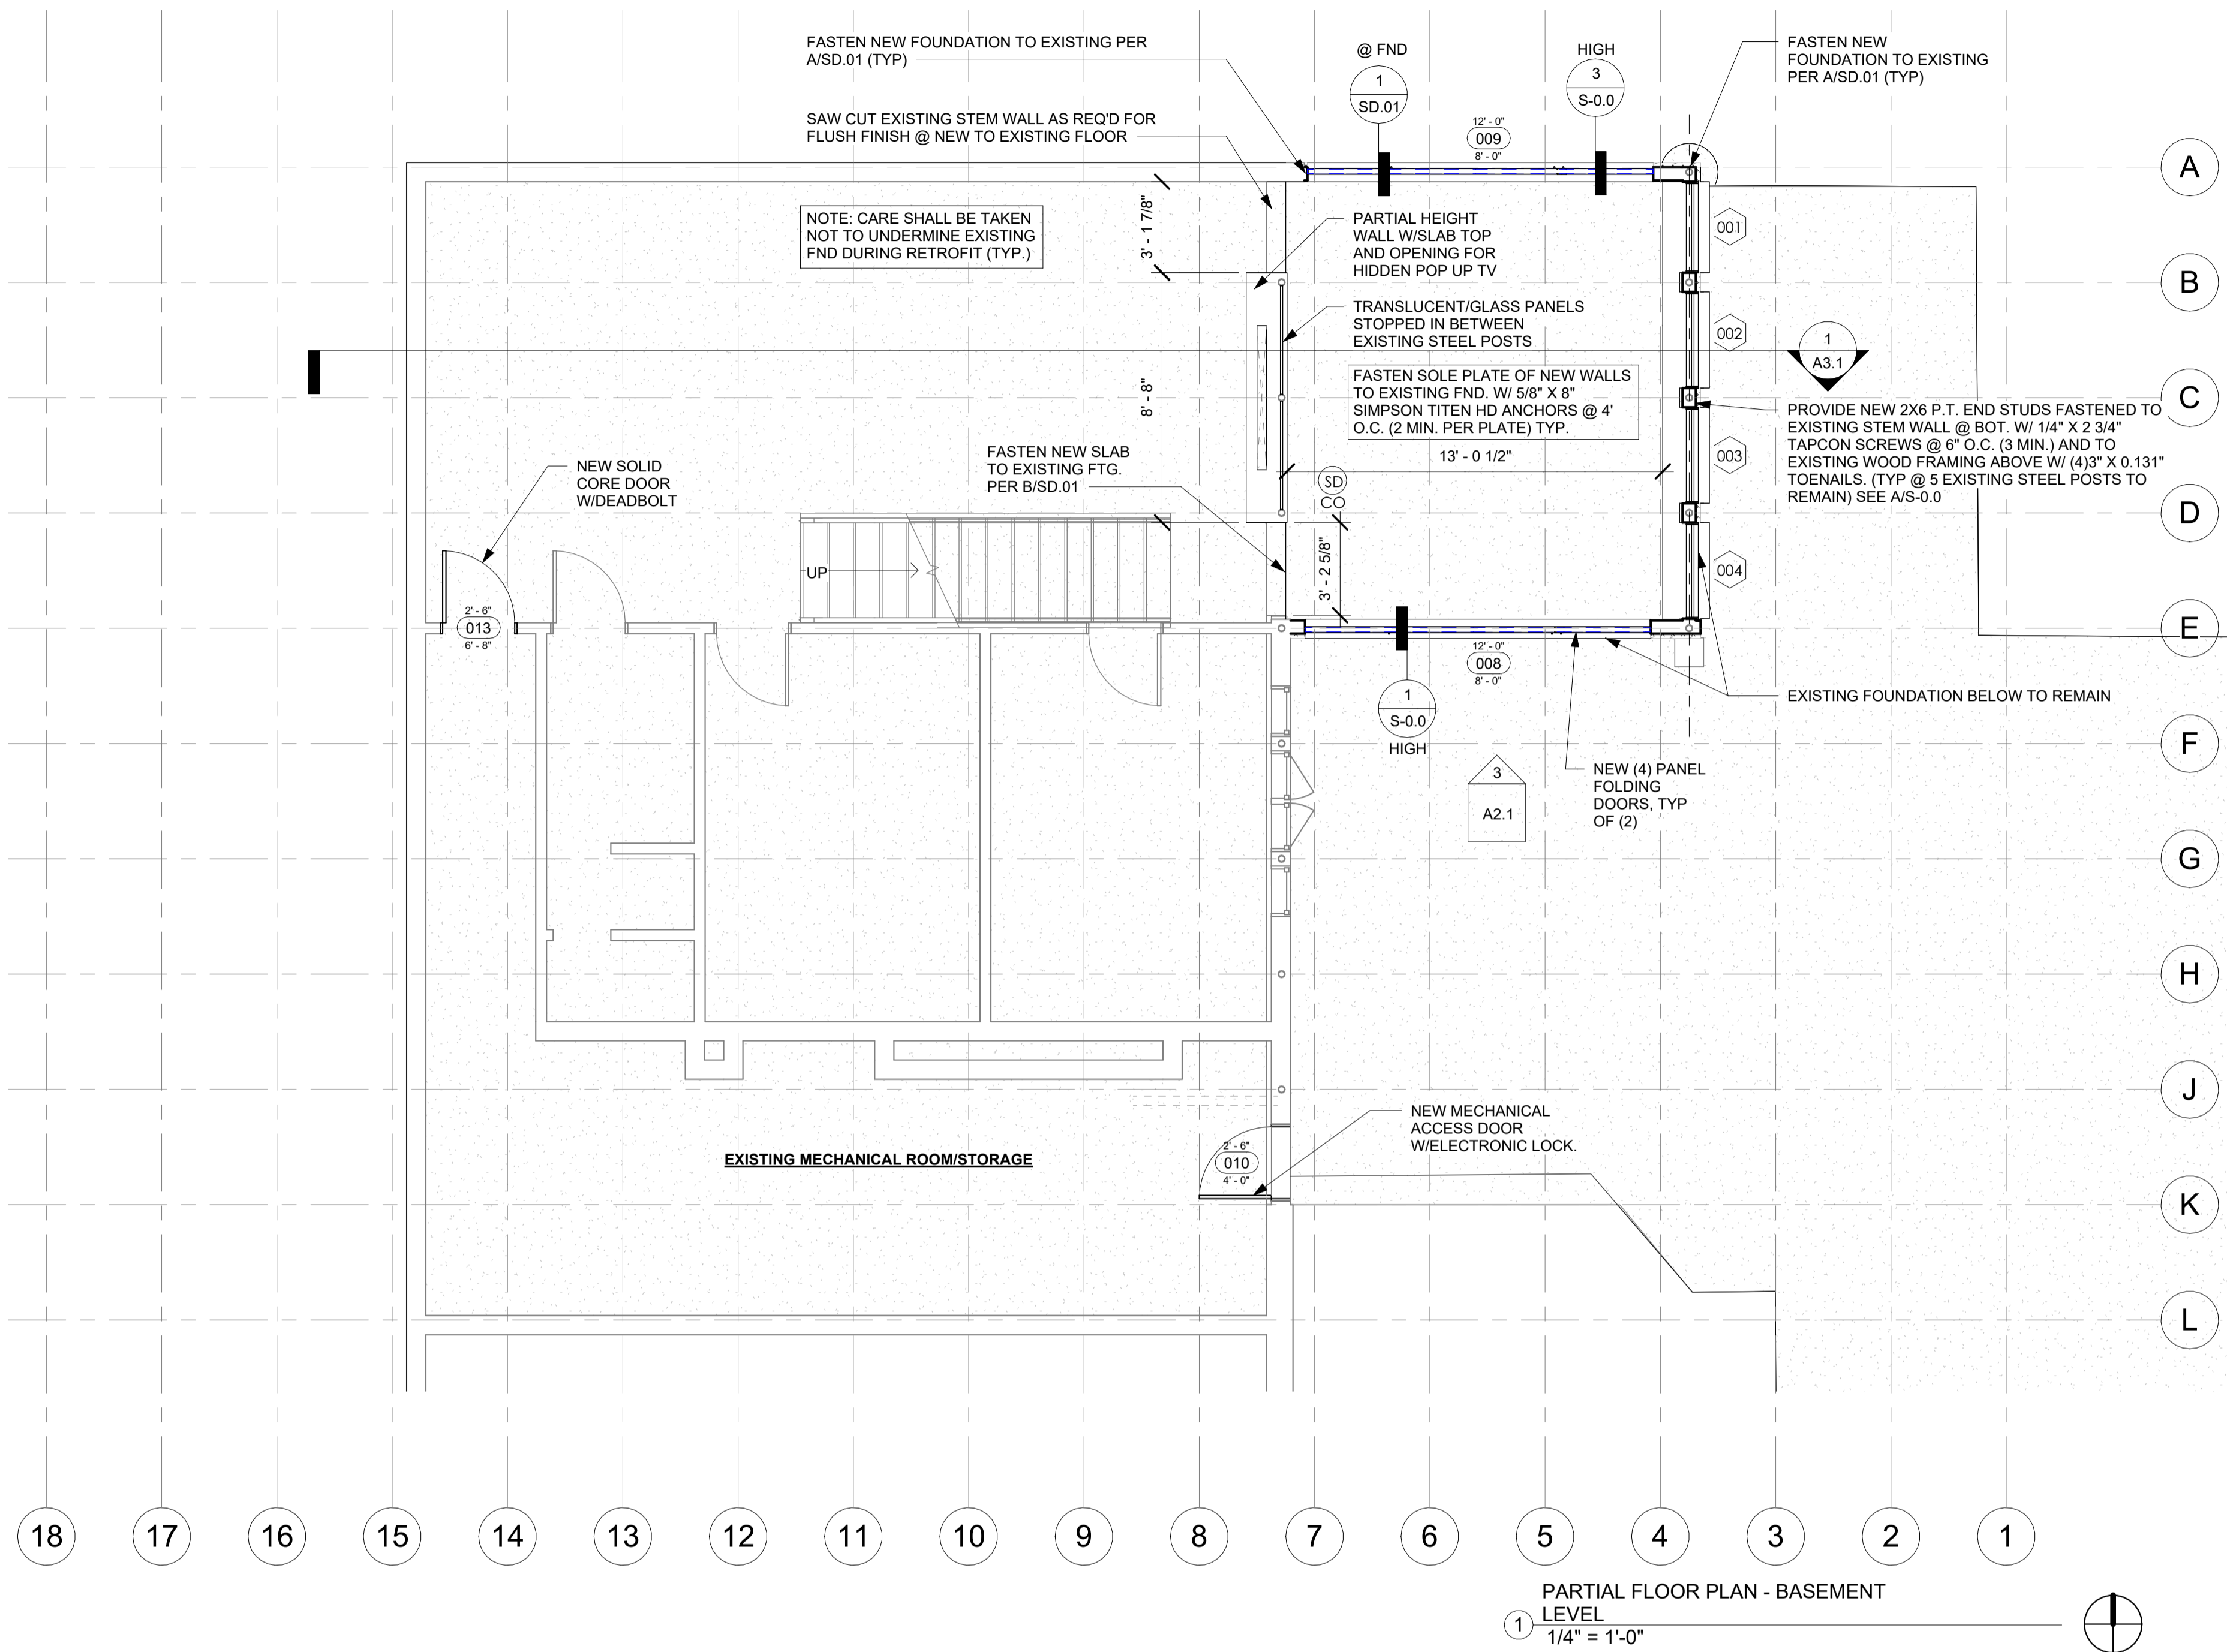 FASTEN NEW FOUNDATION TO EXISTING PER
A/SD.01 (TYP)
@ FND
1
SD.01
HIGH
3
S-0.0
FASTEN NEW
FOUNDATION TO EXISTING
PER A/SD.01 (TYP)
SAW CUT EXISTING STEM WALL AS REQ'D FOR
FLUSH FINISH @ NEW TO EXISTING FLOOR
12' - 0"
009
8' - 0"
A
NOTE: CARE SHALL BE TAKEN
NOT TO UNDERMINE EXISTING
FND DURING RETROFIT (TYP.)
3' - 1 7/8"
PARTIAL HEIGHT
WALL W/SLAB TOP
AND OPENING FOR
HIDDEN POP UP TV
001
B
TRANSLUCENT/GLASS PANELS
STOPPED IN BETWEEN
EXISTING STEEL POSTS
002
1
A3.1
8' - 8"
FASTEN SOLE PLATE OF NEW WALLS
TO EXISTING FND. W/ 5/8" X 8"
SIMPSON TITEN HD ANCHORS @ 4'
O.C. (2 MIN. PER PLATE) TYP.
C
PROVIDE NEW 2X6 P.T. END STUDS FASTENED TO
EXISTING STEM WALL @ BOT. W/ 1/4" X 2 3/4"
TAPCON SCREWS @ 6" O.C. (3 MIN.) AND TO
EXISTING WOOD FRAMING ABOVE W/ (4)3" X 0.131"
TOENAILS. (TYP @ 5 EXISTING STEEL POSTS TO
REMAIN) SEE A/S-0.0
NEW SOLID
CORE DOOR
W/DEADBOLT
FASTEN NEW SLAB
TO EXISTING FTG.
PER B/SD.01
13' - 0 1/2"
SD
CO
003
D
UP
3' - 2 5/8"
004
2' - 6"
013
6' - 8"
E
12' - 0"
008
8' - 0"
1
S-0.0
HIGH
EXISTING FOUNDATION BELOW TO REMAIN
F
3
A2.1
NEW (4) PANEL
FOLDING
DOORS, TYP
OF (2)
G
H
J
NEW MECHANICAL
ACCESS DOOR
W/ELECTRONIC LOCK.
EXISTING MECHANICAL ROOM/STORAGE
2' - 6"
010
4' - 0"
K
L
18 17 16 15 14 13 12 11 10 9 8 7 6 5 4 3 2 1
PARTIAL FLOOR PLAN - BASEMENT
LEVEL
1
1/4" = 1'-0"